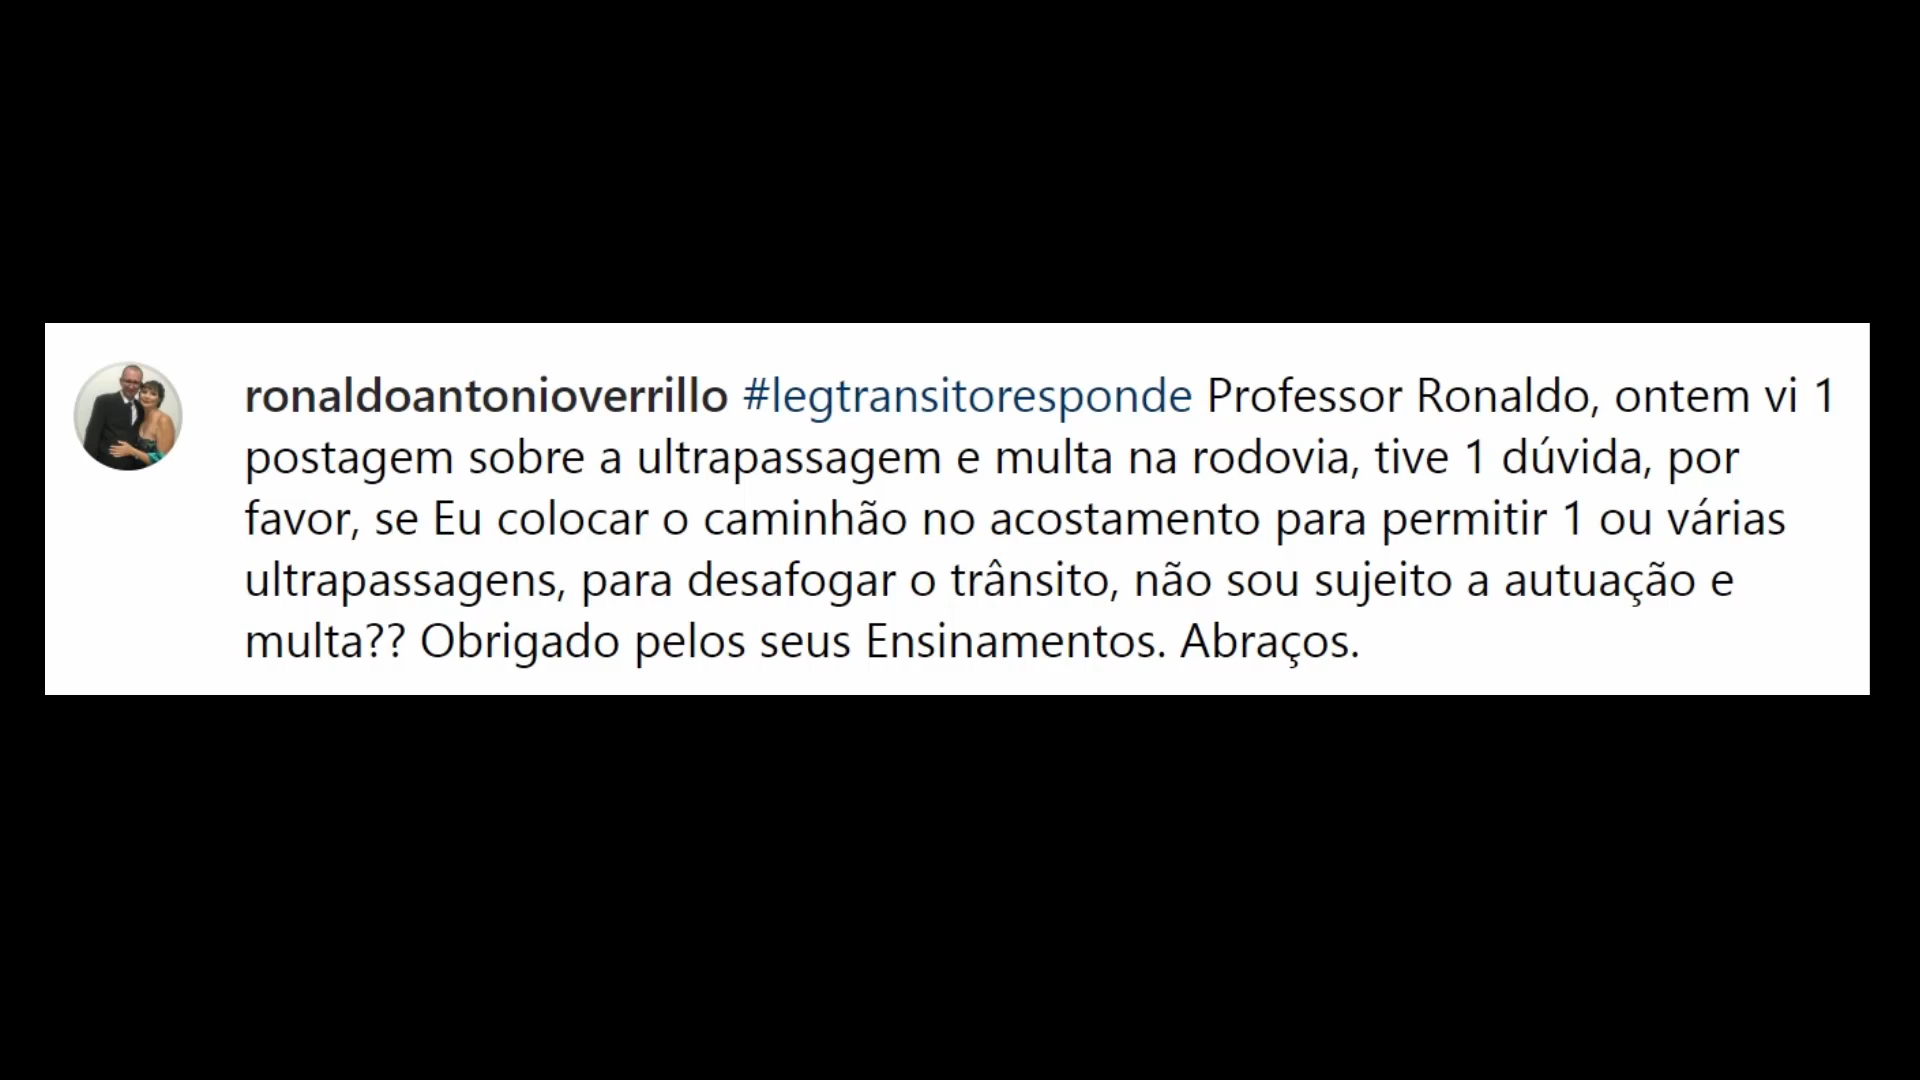 ronaldoantonioverrillo #legtransitoresponde Professor Ronaldo, ontem vi 1
postagem sobre a ultrapassagem e multa na rodovia, tive 1 dúvida, por
favor, se Eu colocar o caminhão no acostamento para permitir 1 ou várias
ultrapassagens, para desafogar o trânsito, não sou sujeito a autuação e
multa?? Obrigado pelos seus Ensinamentos. Abraços.